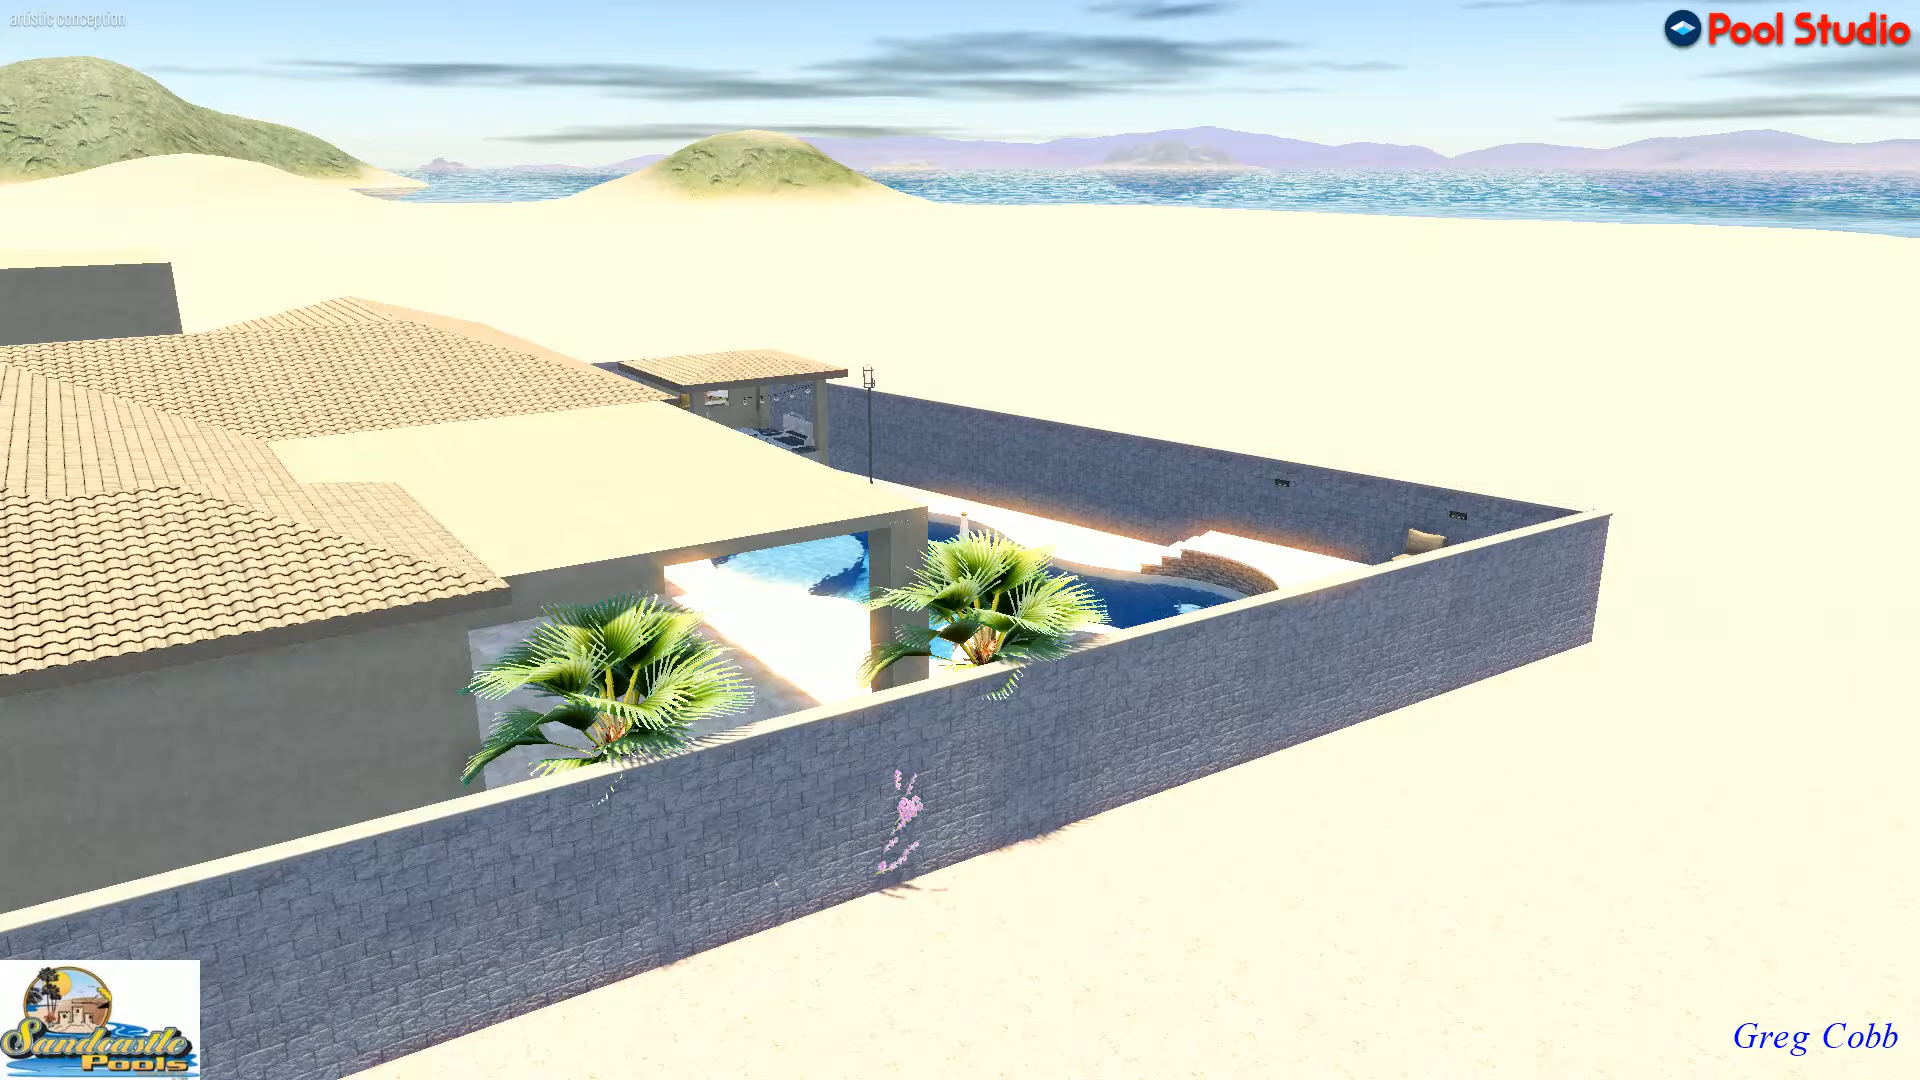 artistic conception
Pool Studio
Sandcastle
Pools
Greg Cobb